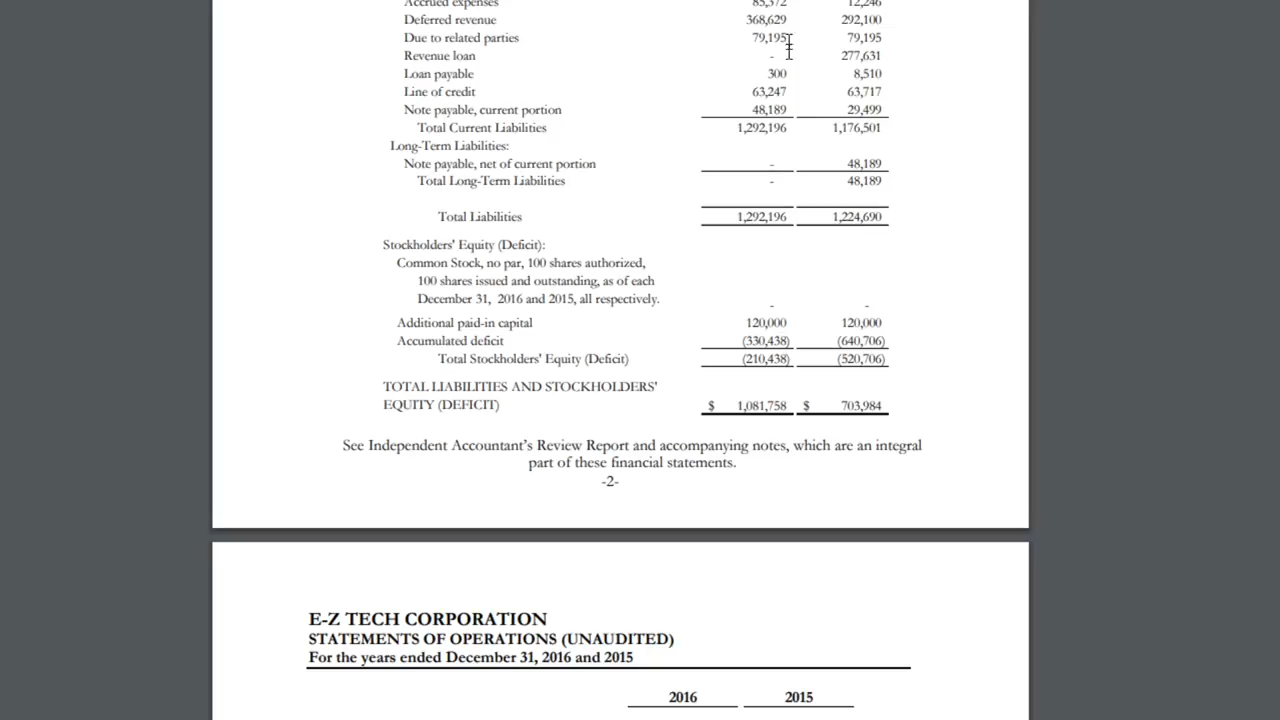 Accrued expenses 85,372 12,246
Deferred revenue 368,629 292,100
Due to related parties 79,195 79,195
Revenue loan - 277,631
Loan payable 300 8,510
Line of credit 63,247 63,717
Note payable, current portion 48,189 29,499
Total Current Liabilities 1,292,196 1,176,501
Long-Term Liabilities:
Note payable, net of current portion - 48,189
Total Long-Term Liabilities - 48,189
Total Liabilities 1,292,196 1,224,690
Stockholders' Equity (Deficit):
Common Stock, no par, 100 shares authorized,
100 shares issued and outstanding, as of each
December 31, 2016 and 2015, all respectively. - -
Additional paid-in capital 120,000 120,000
Accumulated deficit (330,438) (640,706)
Total Stockholders' Equity (Deficit) (210,438) (520,706)
TOTAL LIABILITIES AND STOCKHOLDERS'
EQUITY (DEFICIT) $ 1,081,758 $ 703,984
See Independent Accountant's Review Report and accompanying notes, which are an integral
part of these financial statements.
-2-
E-Z TECH CORPORATION
STATEMENTS OF OPERATIONS (UNAUDITED)
For the years ended December 31, 2016 and 2015
2016 2015